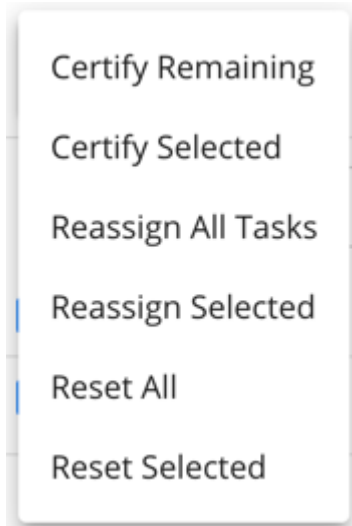 Certify Remaining
Certify Selected
Reassign All Tasks
Reassign Selected
Reset All
Reset Selected